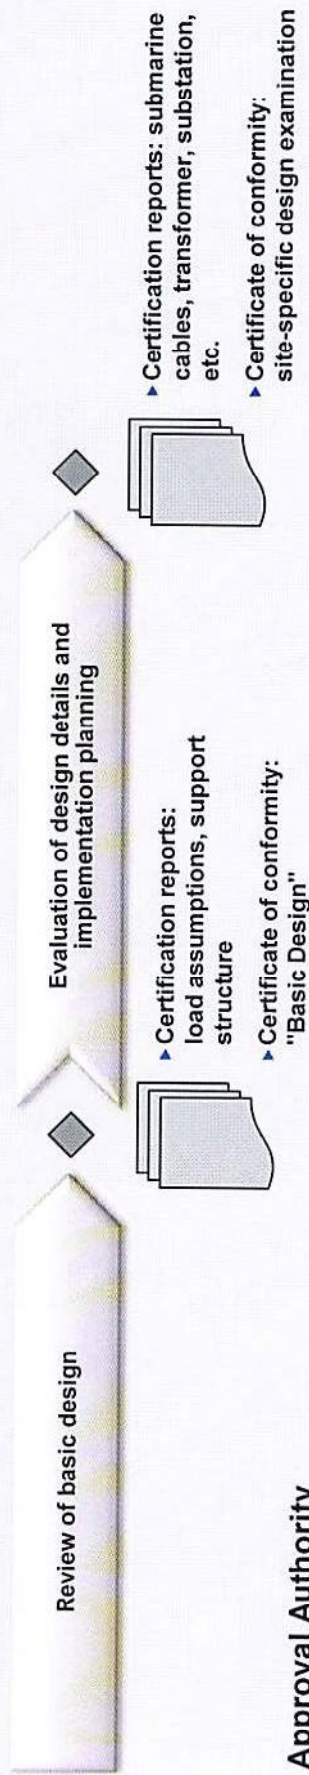 Review of basic design
Evaluation of design details and
implementation planning
▸ Certification reports:
load assumptions, support
structure
▸ Certificate of conformity:
"Basic Design"
▸ Certification reports: submarine
cables, transformer, substation,
etc.
▸ Certificate of conformity:
site-specific design examination
Approval Authority